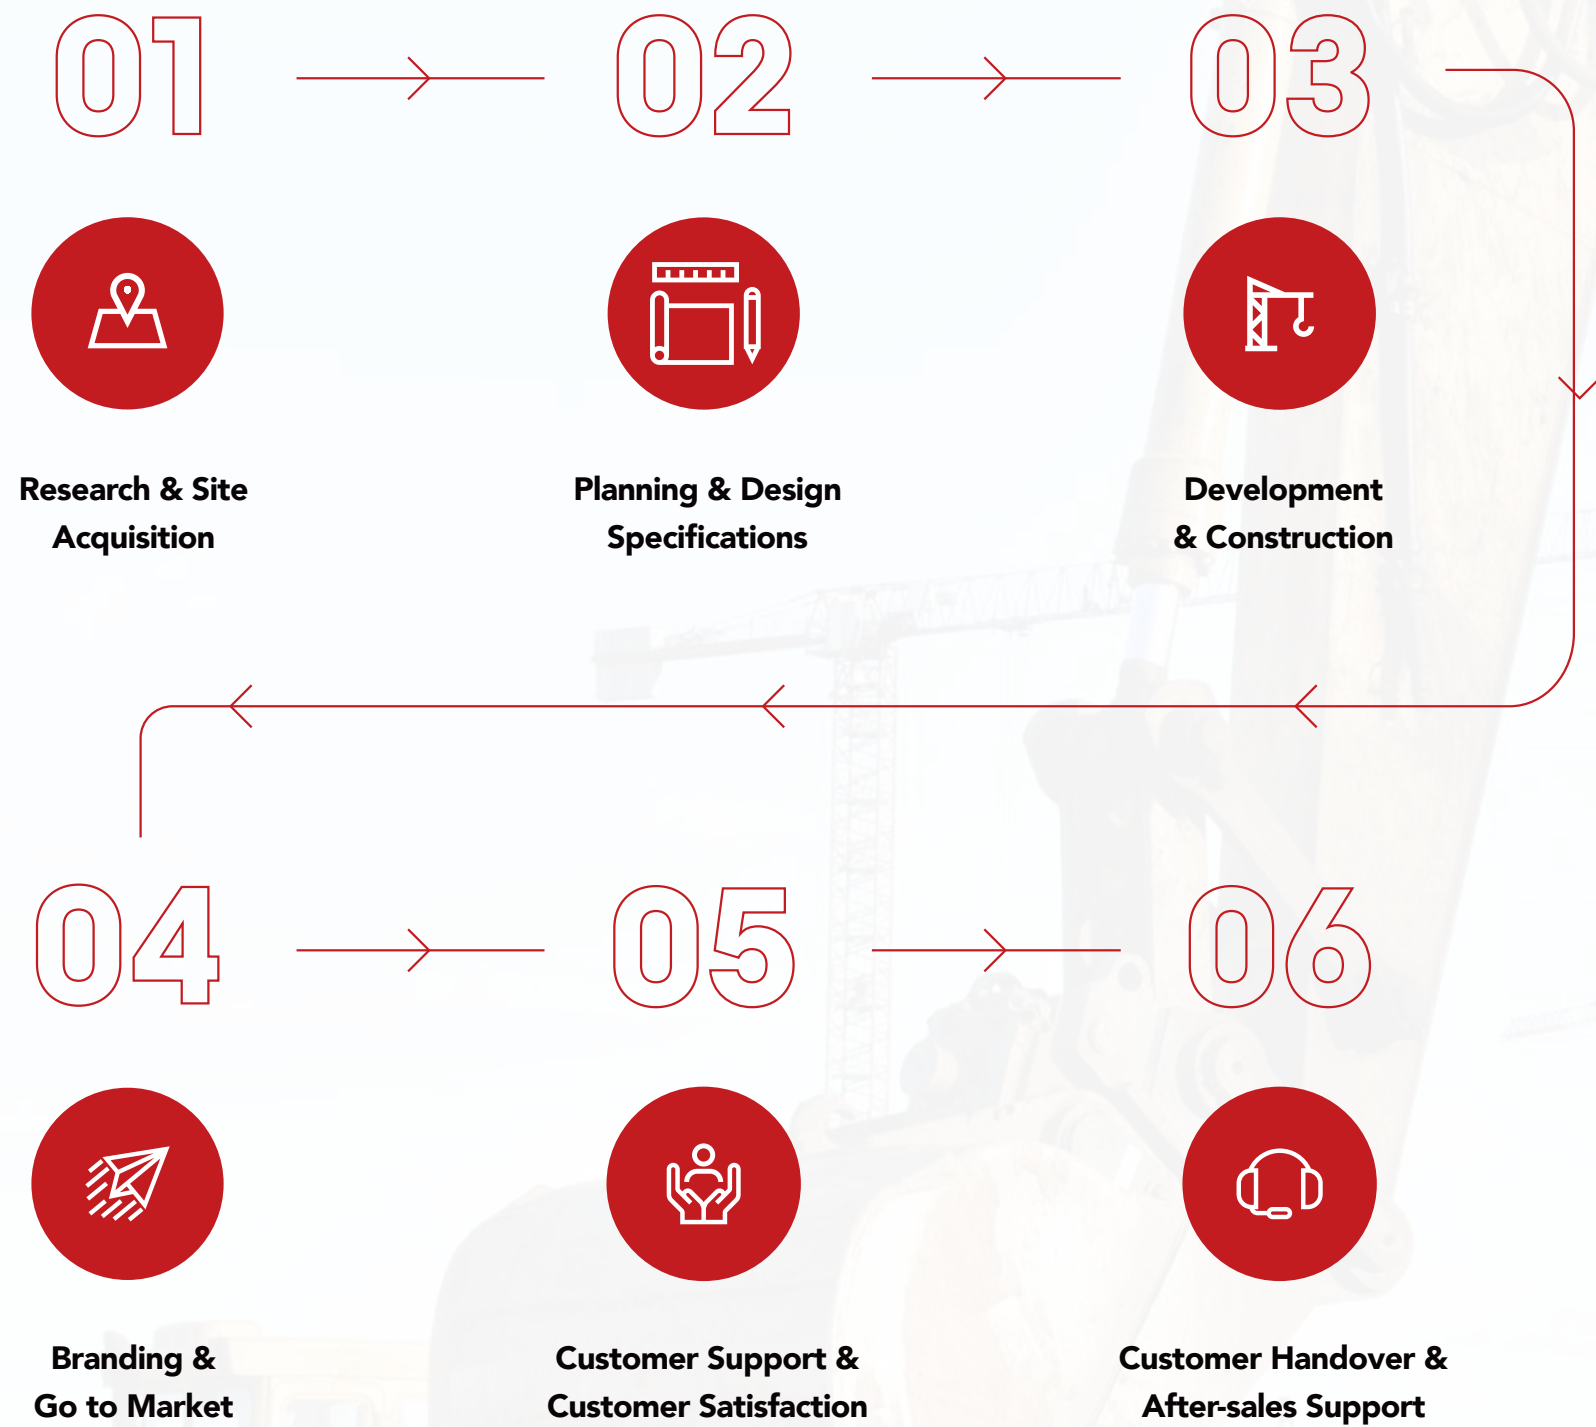 01
02
03
Research & Site
Acquisition
Planning & Design
Specifications
Development
& Construction
04
05
06
Branding &
Go to Market
Customer Support &
Customer Satisfaction
Customer Handover &
After-sales Support